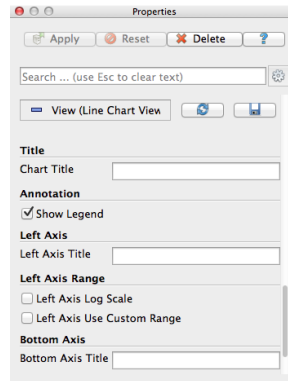 Properties
Apply Reset Delete ?
Search ... (use Esc to clear text)
View (Line Chart View
Title
Chart Title
Annotation
Show Legend
Left Axis
Left Axis Title
Left Axis Range
Left Axis Log Scale
Left Axis Use Custom Range
Bottom Axis
Bottom Axis Title